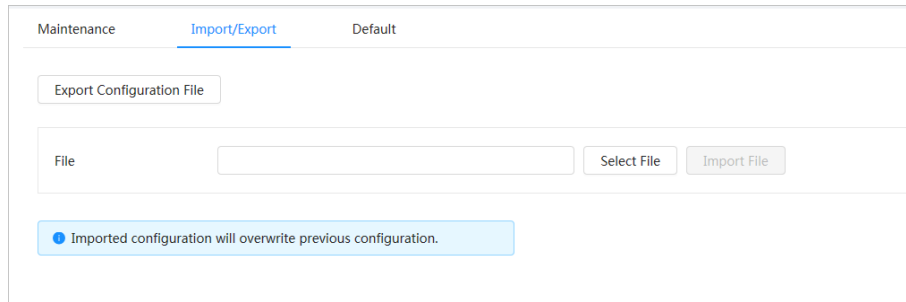 Maintenance Import/Export Default
Export Configuration File
File Select File Import File
Imported configuration will overwrite previous configuration.